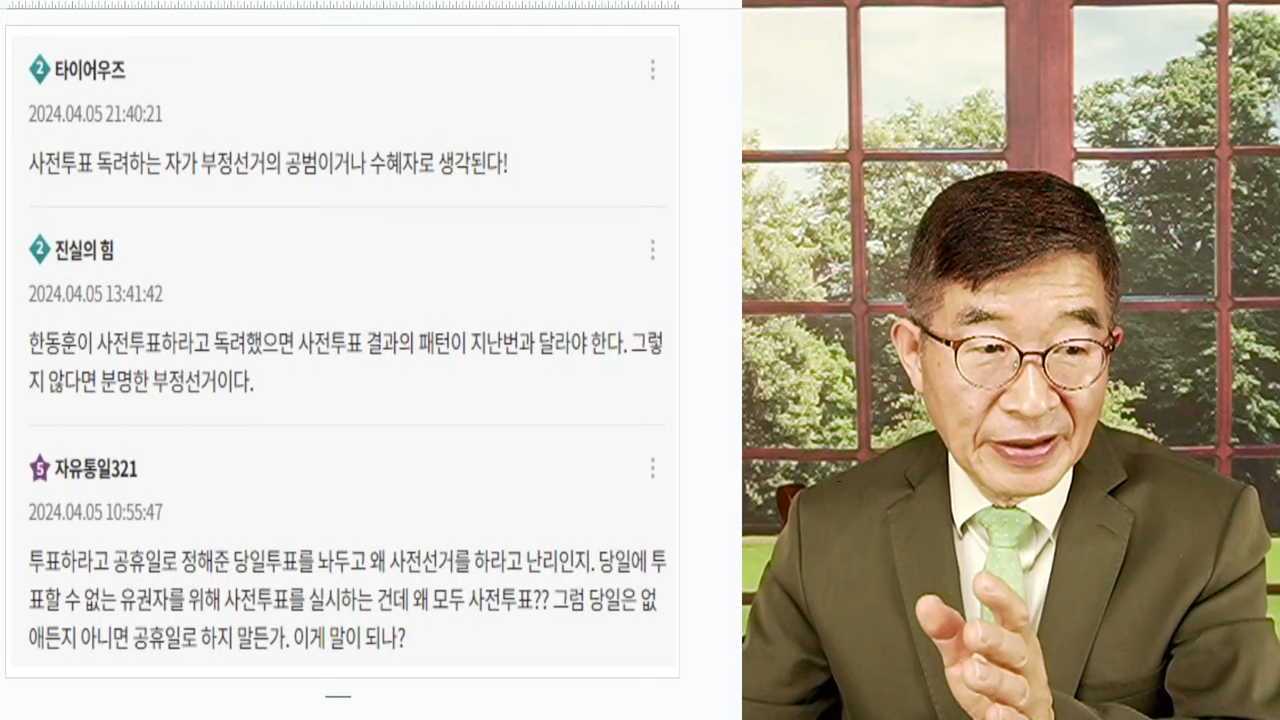 2 타이어우즈
2024.04.05 21:40:21
사전투표 독려하는 자가 부정선거의 공범이거나 수혜자로 생각된다!
2 진실의 힘
2024.04.05 13:41:42
한동훈이 사전투표하라고 독려했으면 사전투표 결과의 패턴이 지난번과 달라야 한다. 그렇
지 않다면 분명한 부정선거이다.
5 자유통일321
2024.04.05 10:55:47
투표하라고 공휴일로 정해준 당일투표를 놔두고 왜 사전선거를 하라고 난리인지. 당일에 투
표할 수 없는 유권자를 위해 사전투표를 실시하는 건데 왜 모두 사전투표?? 그럼 당일은 없
애든지 아니면 공휴일로 하지 말든가. 이게 말이 되나?